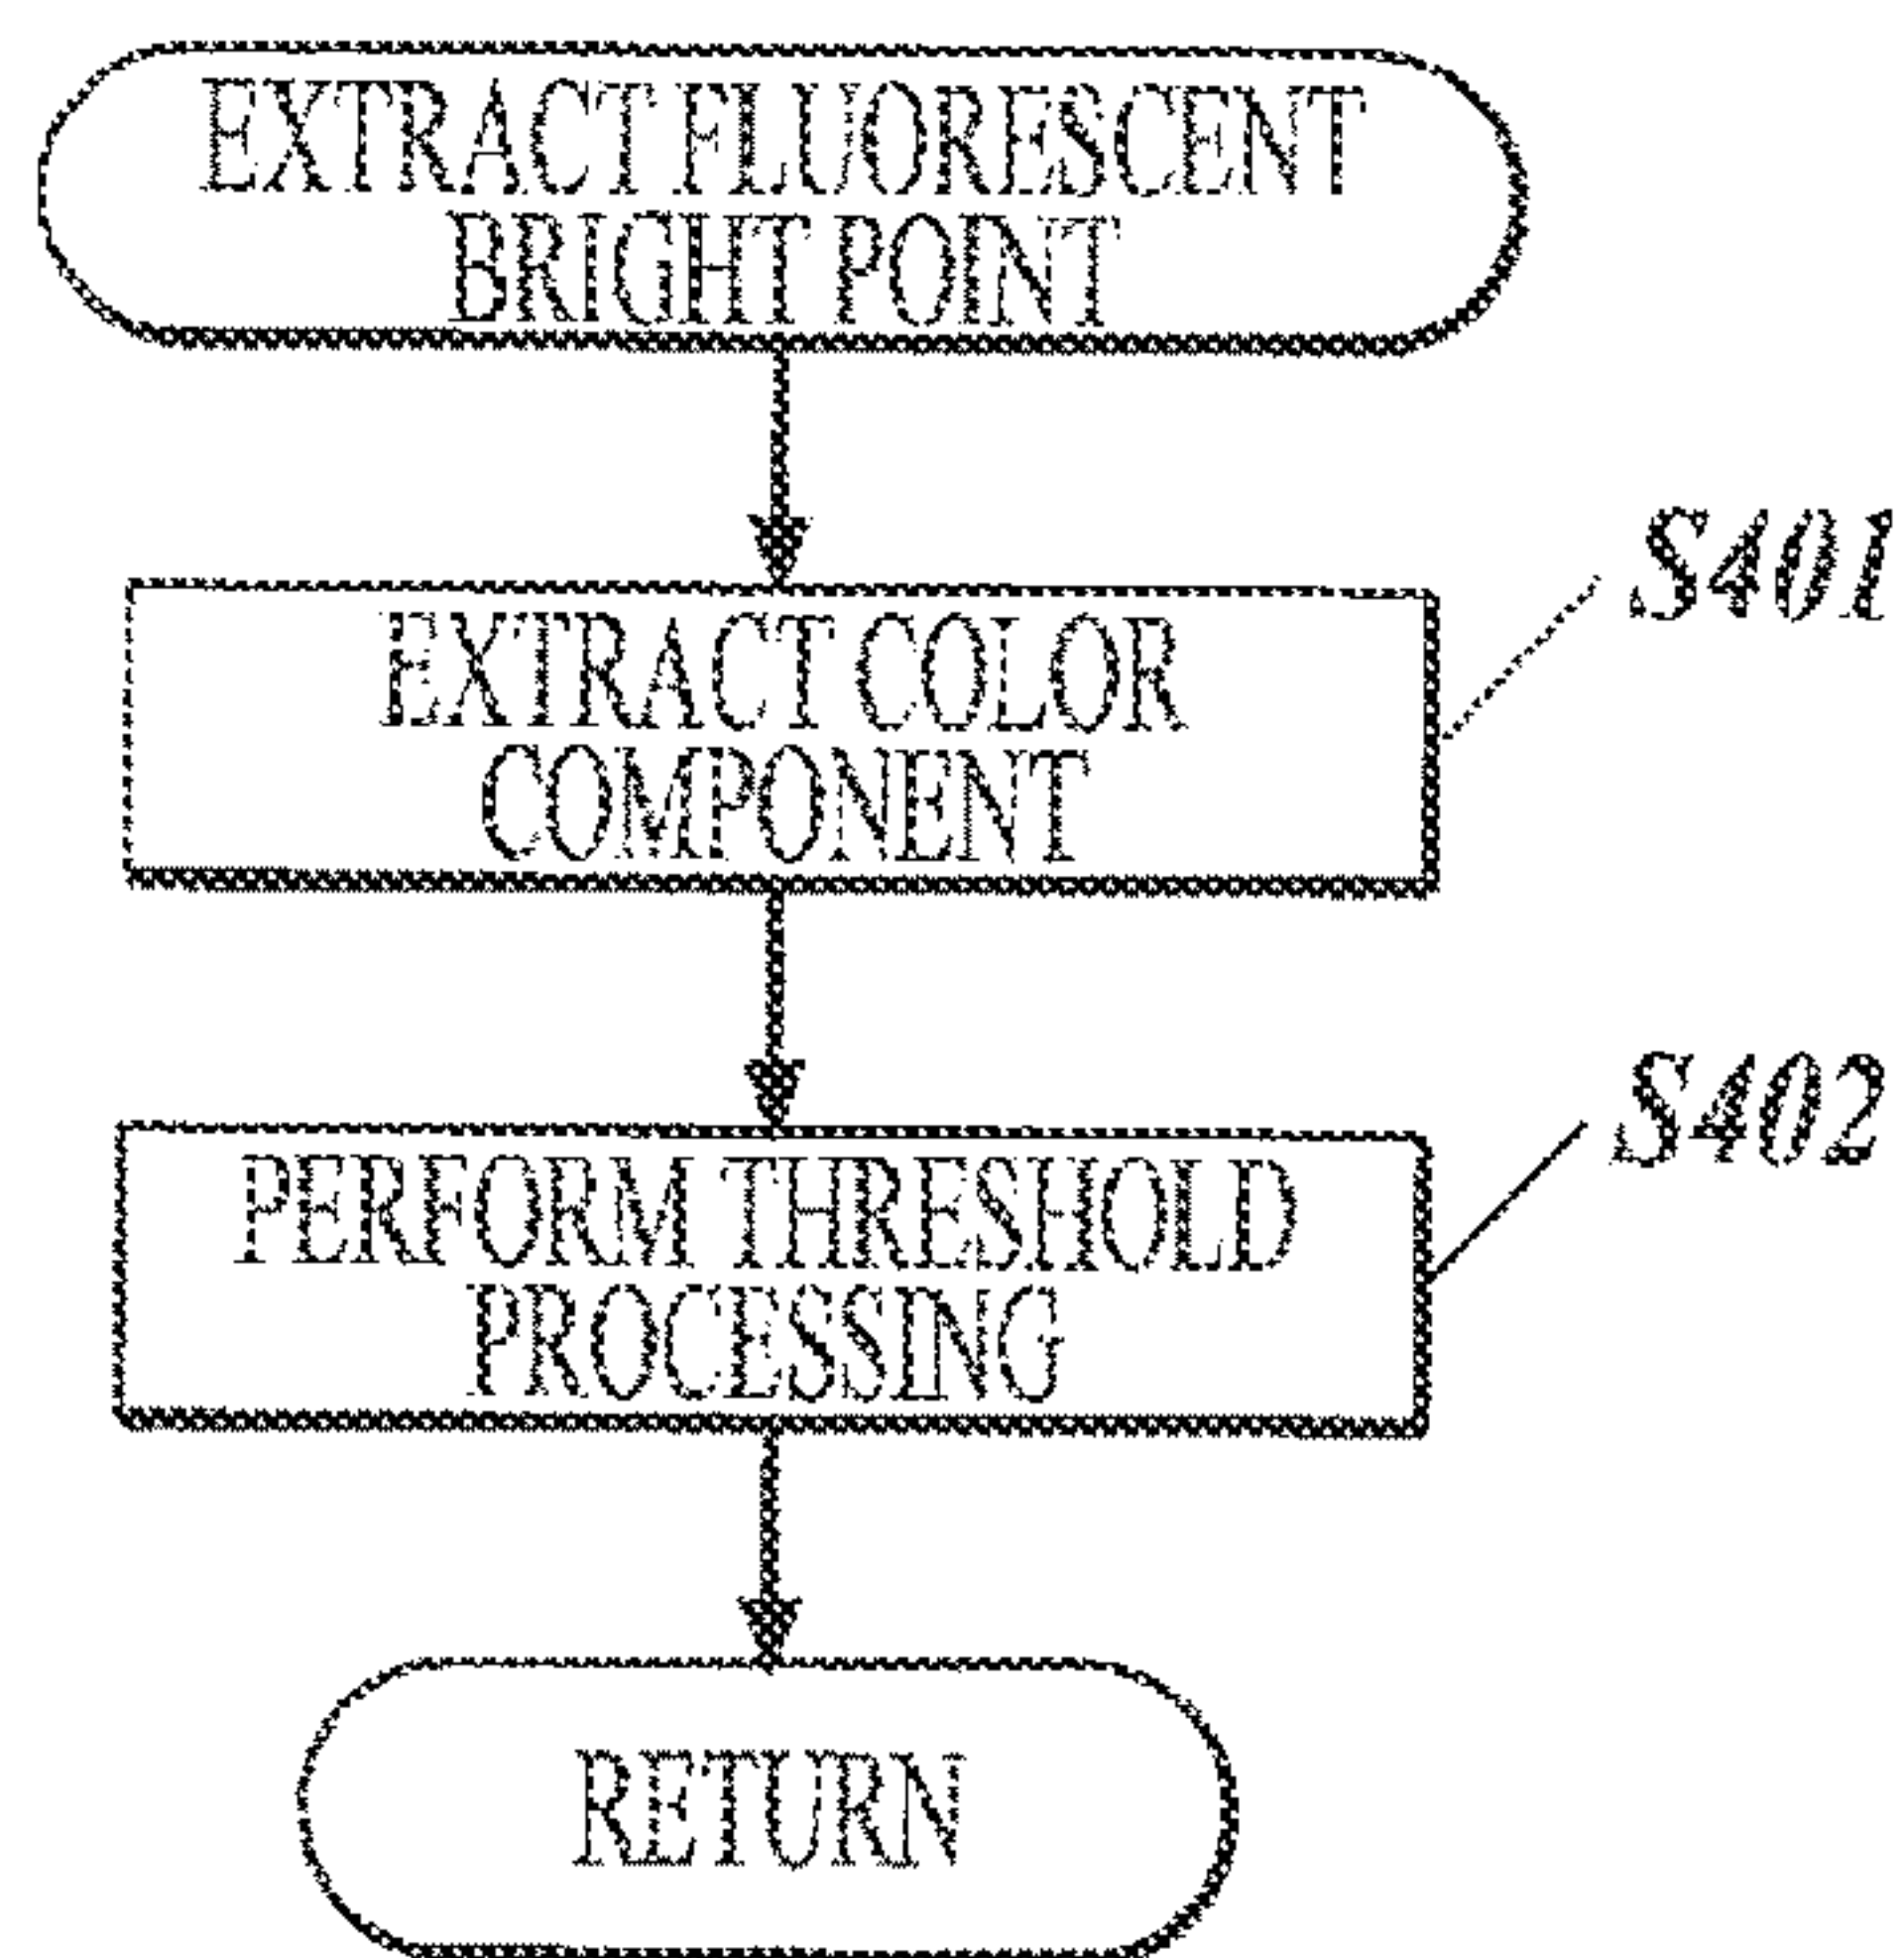 EXTRACT FLUORESCENT
BRIGHT POINT
S401
EXTRACT COLOR
COMPONENT
S402
PERFORM THRESHOLD
PROCESSING
RETURN